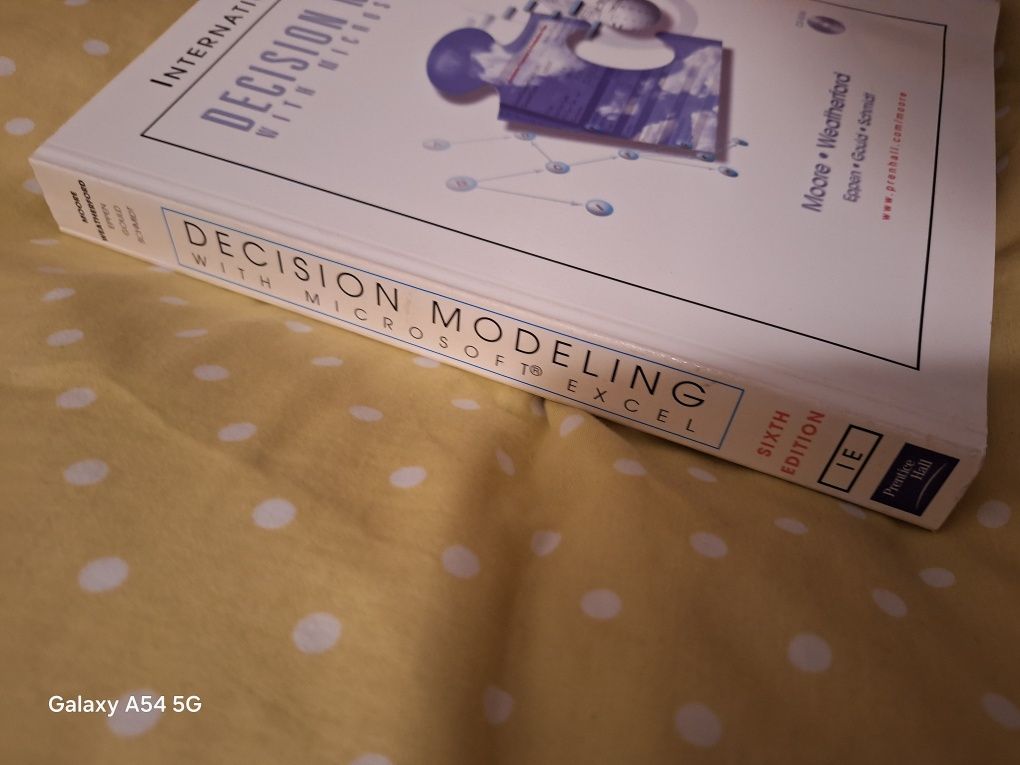 INTERNATI
DECISION M
WITH MICROS
Moore • Weatherford
Eppen • Gould • Schmidt
www.prenhall.com/moore
MOORE
WEATHERFORD
EPPEN
GOULD
SCHMIDT
DECISION MODELING
WITH MICROSOFT® EXCEL
SIXTH
EDITION
IE
Prentice
Hall
Galaxy A54 5G